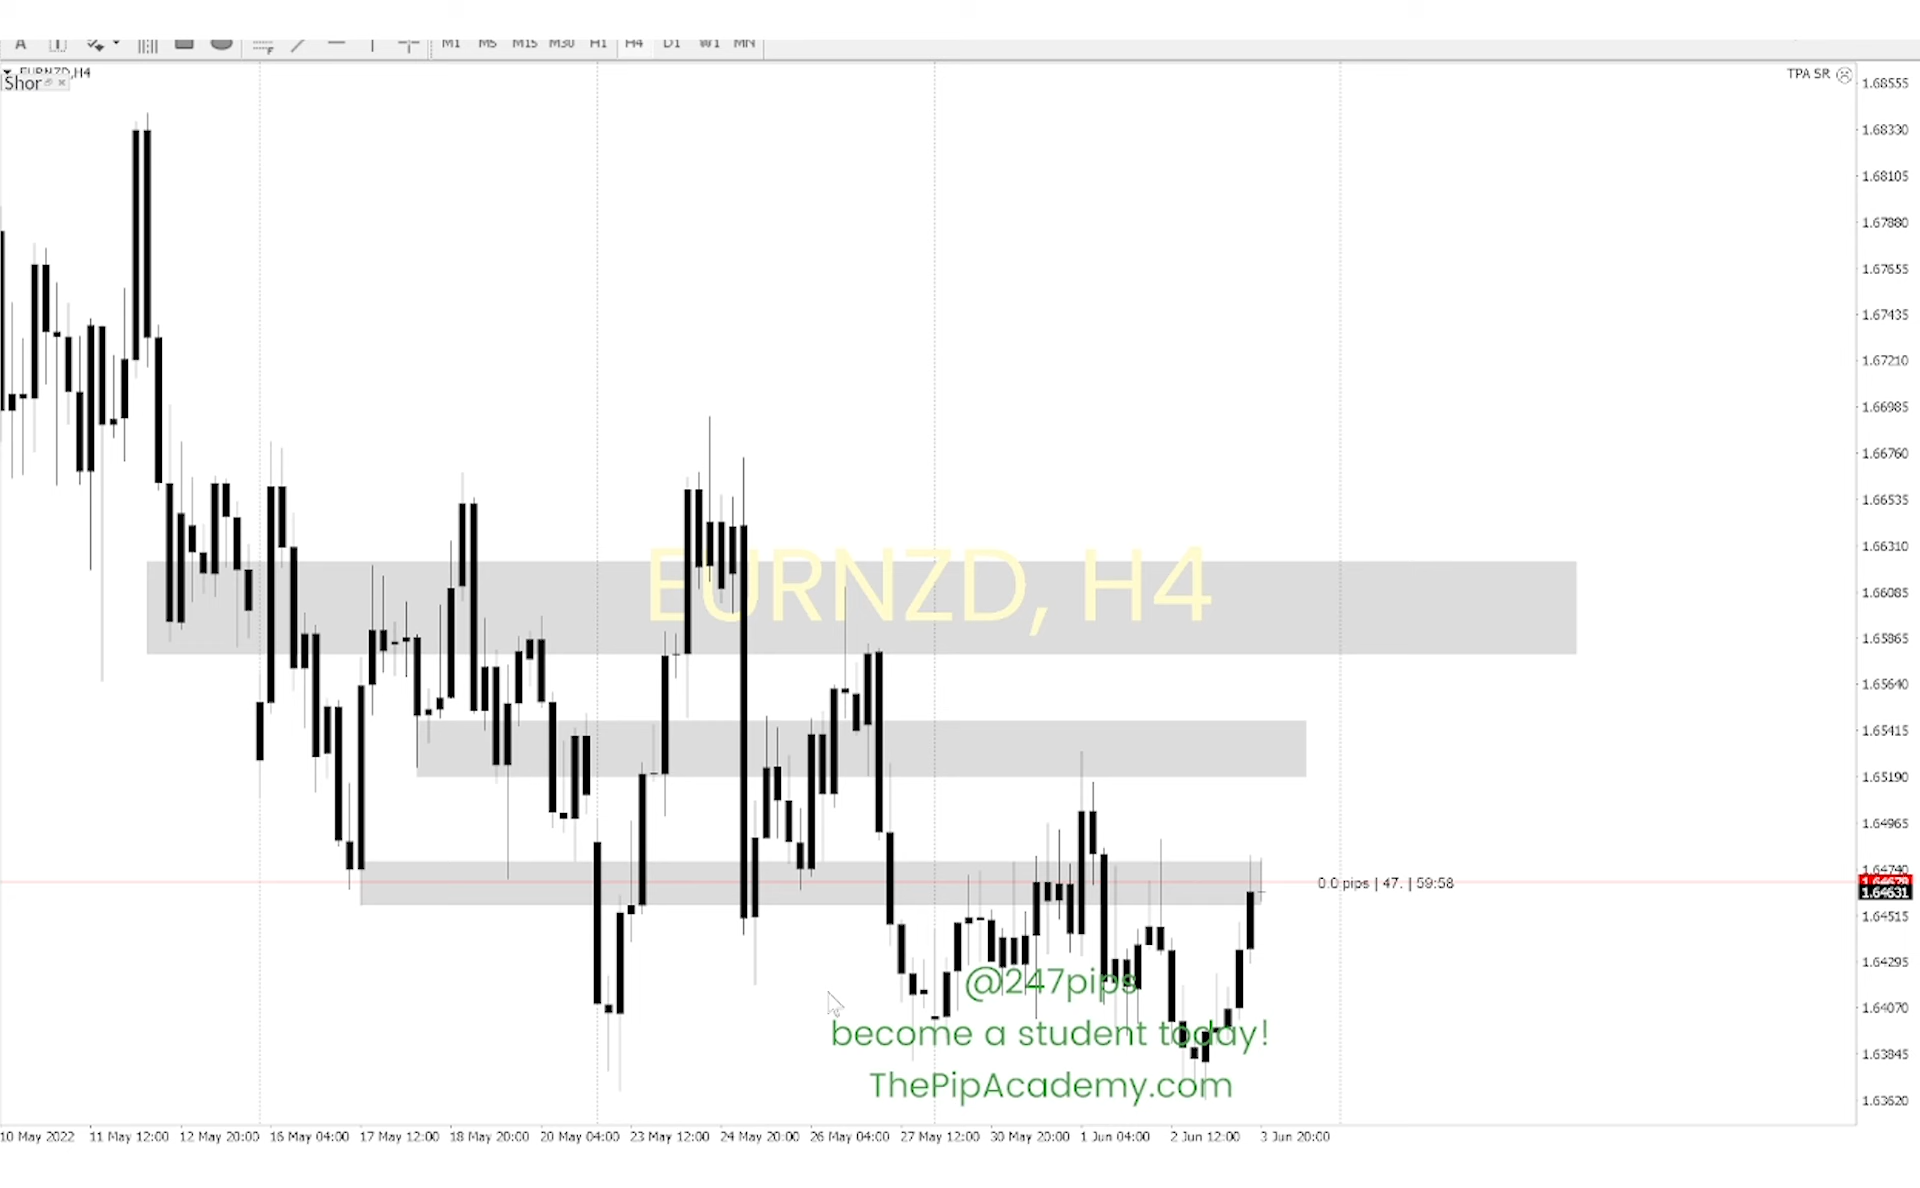 A T M1 M5 M15 M30 H1 H4 D1 W1 MN
EURNZD,H4
Shor
TPA SR
1.68555
1.68330
1.68105
1.67880
1.67655
1.67435
1.67210
1.66985
1.66760
1.66535
1.66310
EURNZD, H4
1.66085
1.65865
1.65640
1.65415
1.65190
1.64965
1.64740
0.0 pips | 47. | 59:58
1.64631
1.64515
1.64295
@247pips
1.64070
become a student today!
1.63845
ThePipAcademy.com
1.63620
10 May 2022 11 May 12:00 12 May 20:00 16 May 04:00 17 May 12:00 18 May 20:00 20 May 04:00 23 May 12:00 24 May 20:00 26 May 04:00 27 May 12:00 30 May 20:00 1 Jun 04:00 2 Jun 12:00 3 Jun 20:00